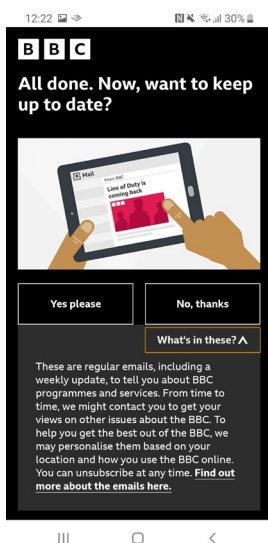 12:22 30%
BBC
All done. Now, want to keep
up to date?
Mail
From: BBC
Line of Duty is
coming back
Yes please
No, thanks
What's in these?
These are regular emails, including a
weekly update, to tell
you about BBC
programmes and services. From time to
time, we might contact you to get your
views on other issues about the BBC. To
help you get the best out of the BBC, we
may personalise them based on your
location and how you use the BBC online.
You can unsubscribe at any time. Find out
more about the emails here.